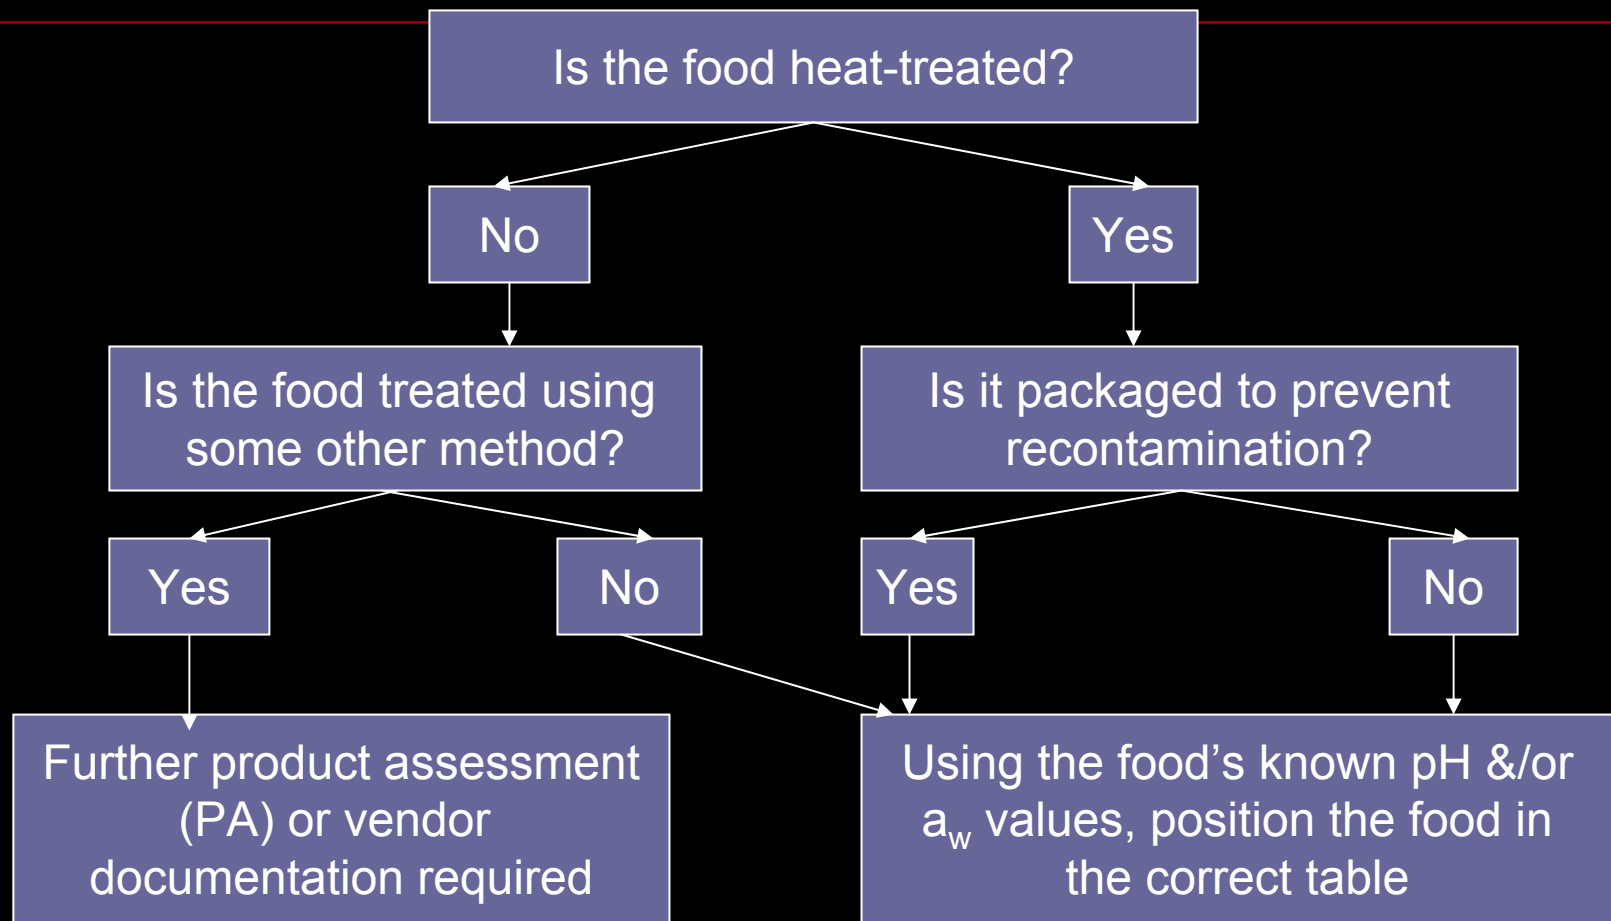 Is the food heat-treated?
No
Yes
Is the food treated using
some other method?
Is it packaged to prevent
recontamination?
Yes
No
Yes
No
Further product assessment
(PA) or vendor
documentation required
Using the food’s known pH &/or
aw values, position the food in
the correct table